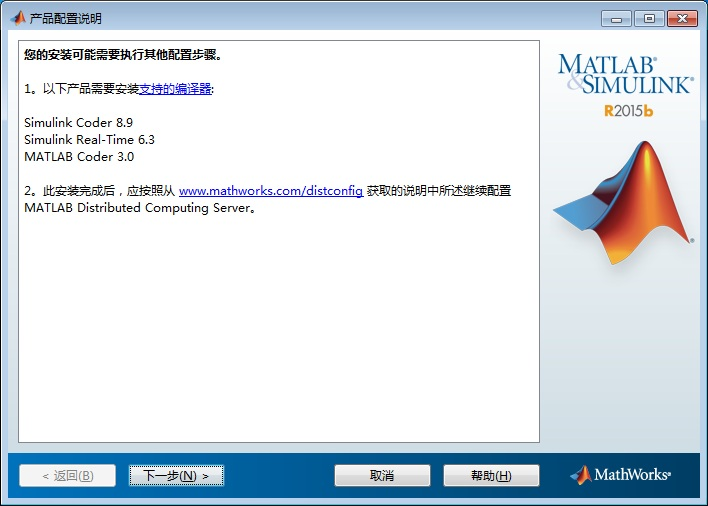 产品配置说明
您的安装可能需要执行其他配置步骤。
1。以下产品需要安装支持的编译器:
Simulink Coder 8.9
Simulink Real-Time 6.3
MATLAB Coder 3.0
2。此安装完成后，应按照从 www.mathworks.com/distconfig 获取的说明中所述继续配置
MATLAB Distributed Computing Server。
MATLAB®
&SIMULINK®
R2015b
®
< 返回(B)
下一步(N) >
取消
帮助(H)
MathWorks®